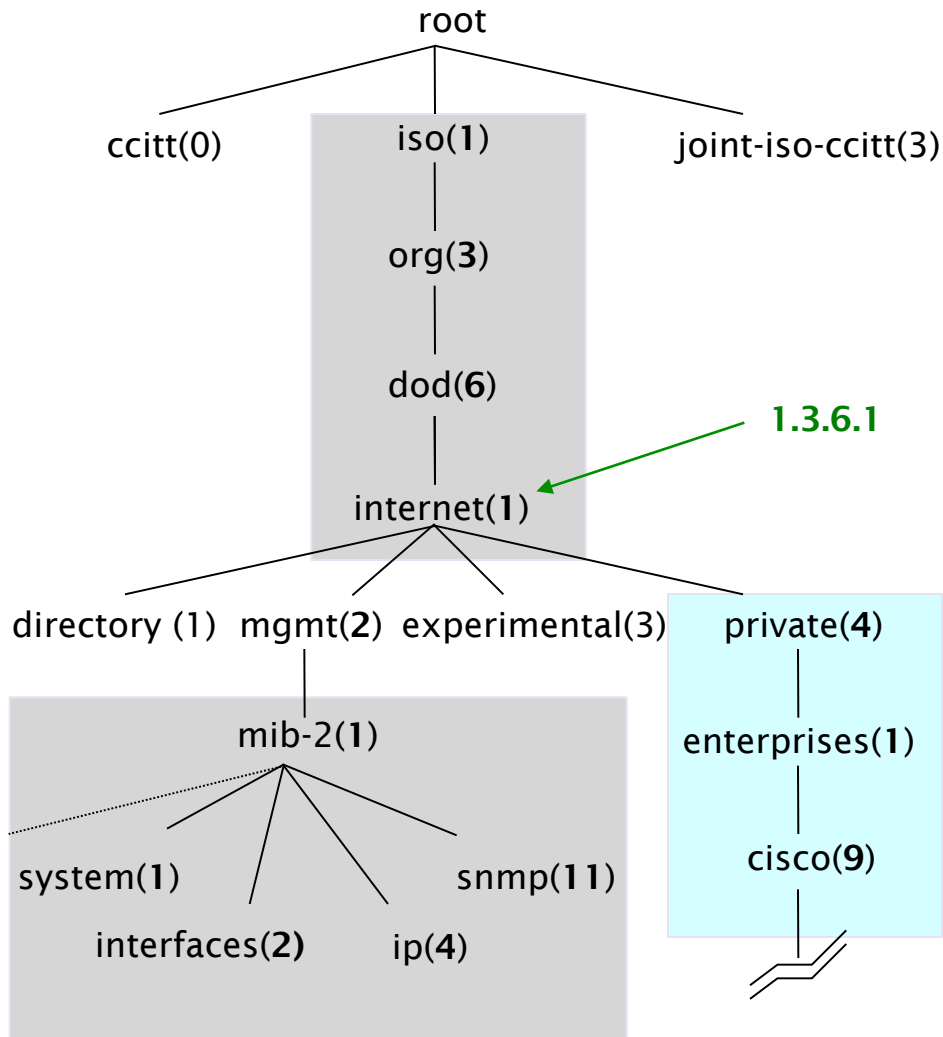 root
ccitt(0)
iso(1)
joint-iso-ccitt(3)
org(3)
dod(6)
1.3.6.1
internet(1)
directory (1)
mgmt(2)
experimental(3)
private(4)
mib-2(1)
enterprises(1)
system(1)
snmp(11)
cisco(9)
interfaces(2)
ip(4)